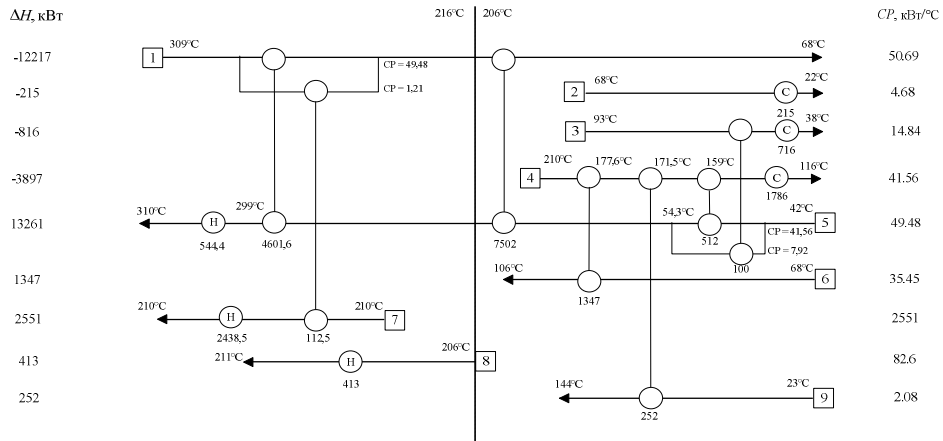 ΔH, кВт
216°C 206°C
CP, кВт/°C
-12217
1 309°C
CP = 49,48
68°C
50.69
-215
CP = 1,21
2 68°C
C
22°C
215
4.68
-816
3 93°C
C
38°C
716
14.84
-3897
4 210°C
177,6°C
171,5°C
159°C
C
116°C
1786
41.56
13261
310°C
H
299°C
544,4
4601,6
7502
54,3°C
512
42°C
5
CP = 41,56
CP = 7,92
100
49.48
1347
106°C
1347
68°C
6
35.45
2551
210°C
H
2438,5
112,5
210°C
7
2551
413
211°C
H
413
206°C
8
82.6
252
144°C
252
23°C
9
2.08